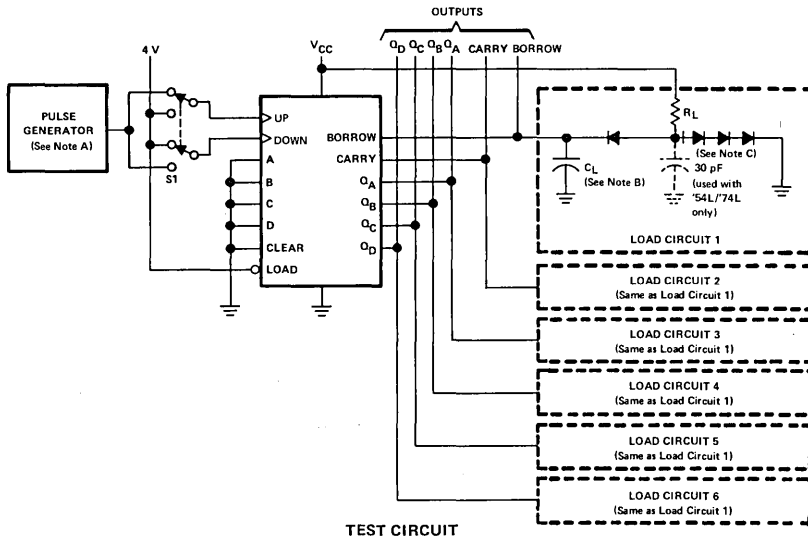 OUTPUTS
4 V
VCC
QD QC QB QA CARRY BORROW
PULSE
GENERATOR
(See Note A)
S1
UP
DOWN
A
B
C
D
CLEAR
LOAD
BORROW
CARRY
QA
QB
QC
QD
RL
CL
(See Note B)
(See Note C)
30 pF
(used with
'54L/'74L
only)
LOAD CIRCUIT 1
LOAD CIRCUIT 2
(Same as Load Circuit 1)
LOAD CIRCUIT 3
(Same as Load Circuit 1)
LOAD CIRCUIT 4
(Same as Load Circuit 1)
LOAD CIRCUIT 5
(Same as Load Circuit 1)
LOAD CIRCUIT 6
(Same as Load Circuit 1)
TEST CIRCUIT